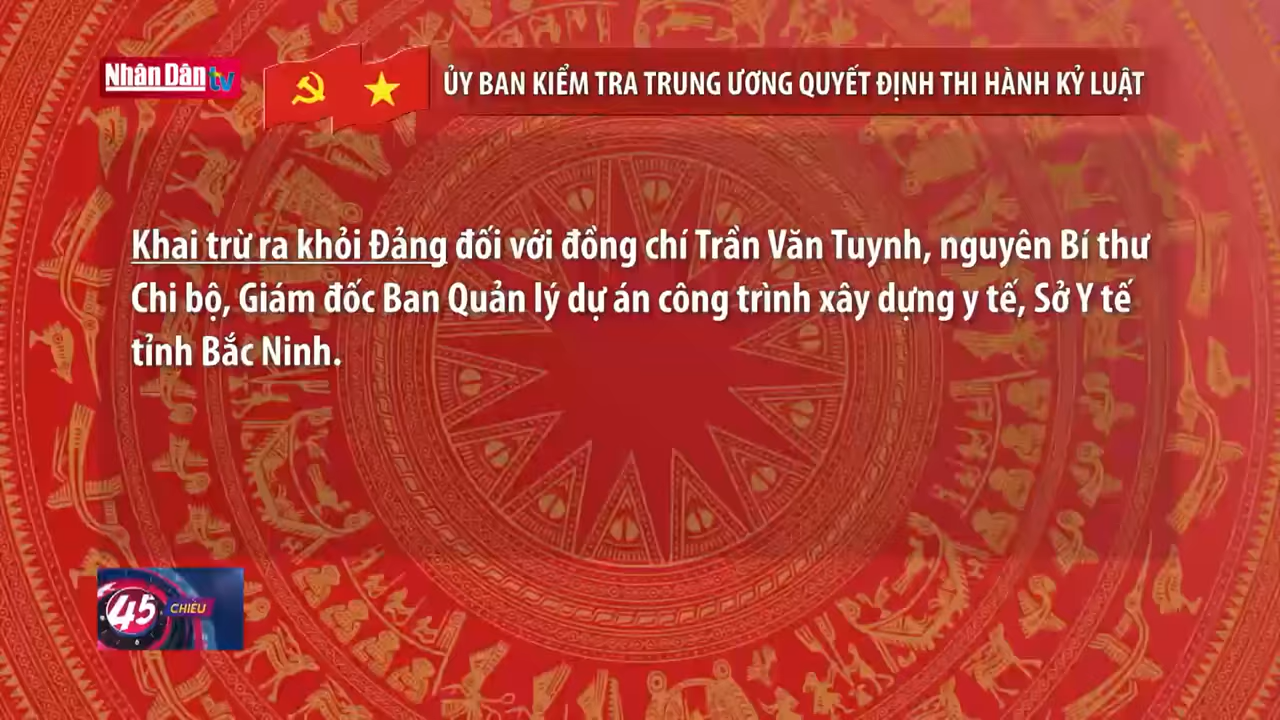 Nhân Dân tv
ỦY BAN KIỂM TRA TRUNG ƯƠNG QUYẾT ĐỊNH THI HÀNH KỶ LUẬT
Khai trừ ra khỏi Đảng đối với đồng chí Trần Văn Tuynh, nguyên Bí thư
Chi bộ, Giám đốc Ban Quản lý dự án công trình xây dựng y tế, Sở Y tế
tỉnh Bắc Ninh.
45 CHIỀU